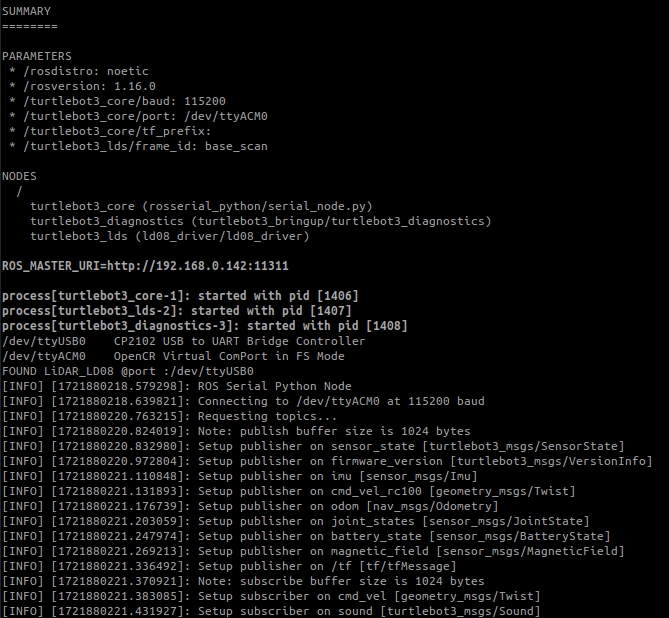 SUMMARY
========
PARAMETERS
* /rosdistro: noetic
* /rosversion: 1.16.0
* /turtlebot3_core/baud: 115200
* /turtlebot3_core/port: /dev/ttyACM0
* /turtlebot3_core/tf_prefix:
* /turtlebot3_lds/frame_id: base_scan
NODES
/
turtlebot3_core (rosserial_python/serial_node.py)
turtlebot3_diagnostics (turtlebot3_bringup/turtlebot3_diagnostics)
turtlebot3_lds (ld08_driver/ld08_driver)
ROS_MASTER_URI=http://192.168.0.142:11311
process[turtlebot3_core-1]: started with pid [1406]
process[turtlebot3_lds-2]: started with pid [1407]
process[turtlebot3_diagnostics-3]: started with pid [1408]
/dev/ttyUSB0    CP2102 USB to UART Bridge Controller
/dev/ttyACM0    OpenCR Virtual ComPort in FS Mode
FOUND LiDAR_LD08 @port :/dev/ttyUSB0
[INFO] [1721880218.579298]: ROS Serial Python Node
[INFO] [1721880218.639821]: Connecting to /dev/ttyACM0 at 115200 baud
[INFO] [1721880220.763215]: Requesting topics...
[INFO] [1721880220.824019]: Note: publish buffer size is 1024 bytes
[INFO] [1721880220.832980]: Setup publisher on sensor_state [turtlebot3_msgs/SensorState]
[INFO] [1721880220.972804]: Setup publisher on firmware_version [turtlebot3_msgs/VersionInfo]
[INFO] [1721880221.110848]: Setup publisher on imu [sensor_msgs/Imu]
[INFO] [1721880221.131893]: Setup publisher on cmd_vel_rc100 [geometry_msgs/Twist]
[INFO] [1721880221.176739]: Setup publisher on odom [nav_msgs/Odometry]
[INFO] [1721880221.203059]: Setup publisher on joint_states [sensor_msgs/JointState]
[INFO] [1721880221.247974]: Setup publisher on battery_state [sensor_msgs/BatteryState]
[INFO] [1721880221.269213]: Setup publisher on magnetic_field [sensor_msgs/MagneticField]
[INFO] [1721880221.336492]: Setup publisher on /tf [tf/tfMessage]
[INFO] [1721880221.370921]: Note: subscribe buffer size is 1024 bytes
[INFO] [1721880221.383085]: Setup subscriber on cmd_vel [geometry_msgs/Twist]
[INFO] [1721880221.431927]: Setup subscriber on sound [turtlebot3_msgs/Sound]